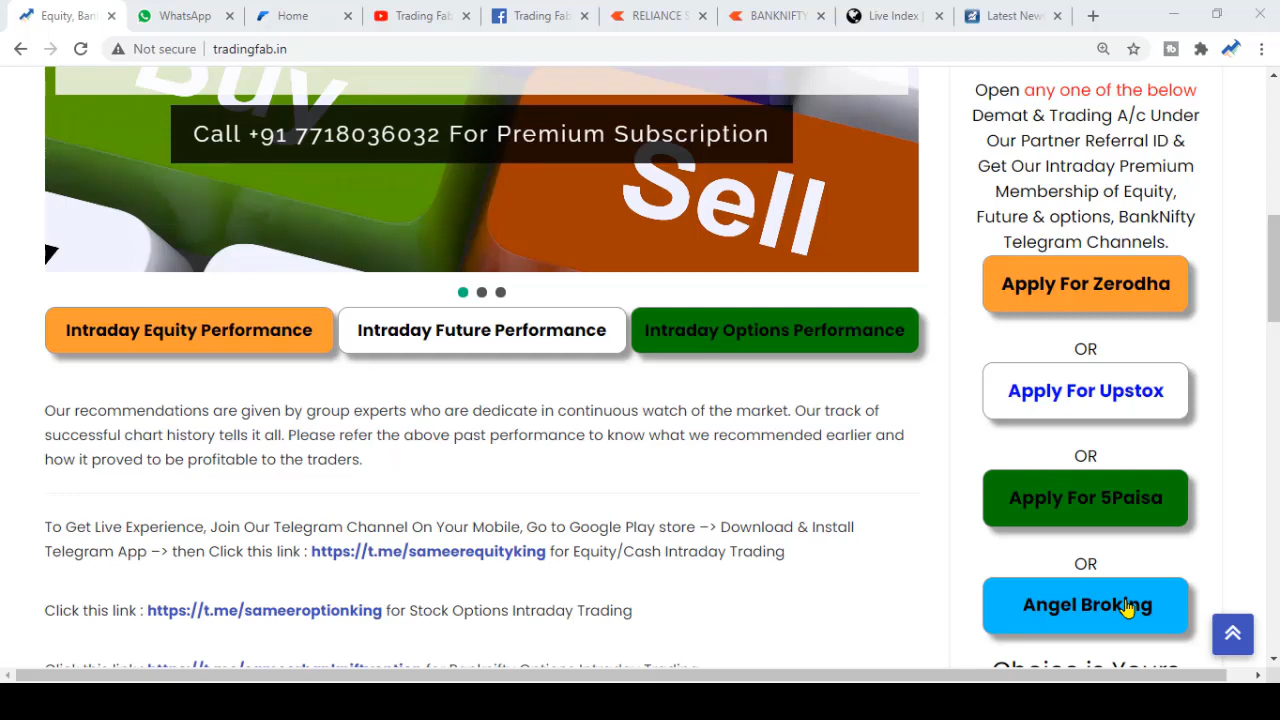 Equity, Ban
WhatsApp
Home
Trading Fab
Trading Fab
RELIANCE S
BANKNIFTY
Live Index |
Latest New
Not secure | tradingfab.in
Buy
Call +91 7718036032 For Premium Subscription
Sell
Intraday Equity Performance
Intraday Future Performance
Intraday Options Performance
Our recommendations are given by group experts who are dedicate in continuous watch of the market. Our track of
successful chart history tells it all. Please refer the above past performance to know what we recommended earlier and
how it proved to be profitable to the traders.
To Get Live Experience, Join Our Telegram Channel On Your Mobile, Go to Google Play store –> Download & Install
Telegram App –> then Click this link : https://t.me/sameerequityking for Equity/Cash Intraday Trading
Click this link : https://t.me/sameeroptionking for Stock Options Intraday Trading
Open any one of the below
Demat & Trading A/c Under
Our Partner Referral ID &
Get Our Intraday Premium
Membership of Equity,
Future & options, BankNifty
Telegram Channels.
Apply For Zerodha
OR
Apply For Upstox
OR
Apply For 5Paisa
OR
Angel Broking
Choice is Yours